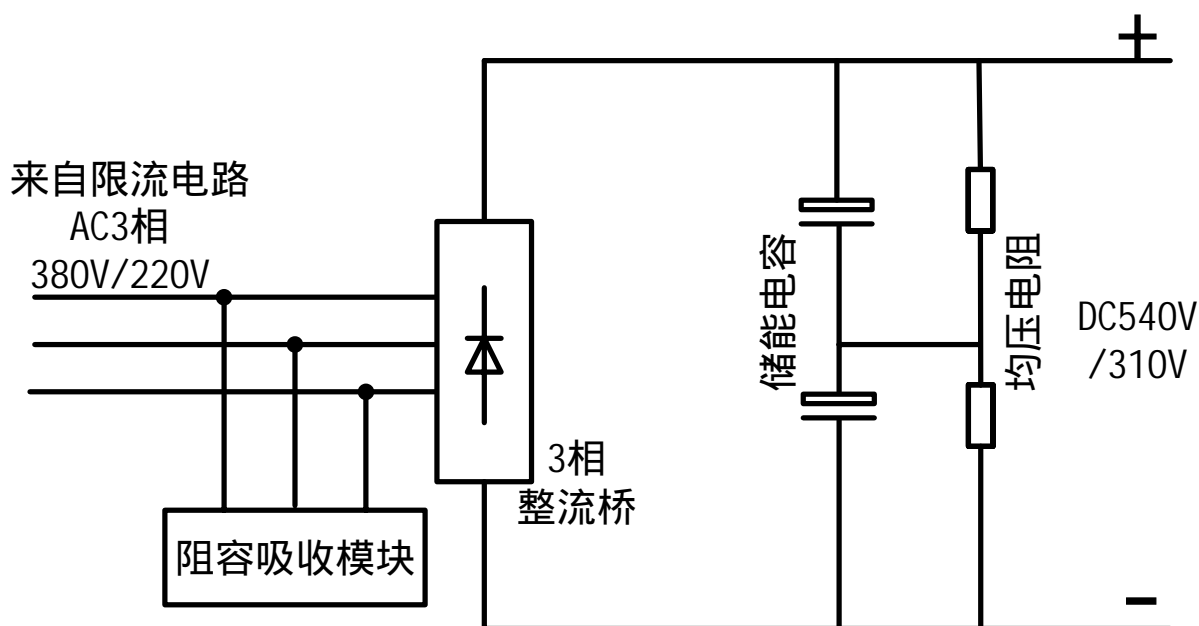 +
来自限流电路
AC3相
380V/220V
储能电容
均压电阻
DC540V
/310V
3相
整流桥
阻容吸收模块
-